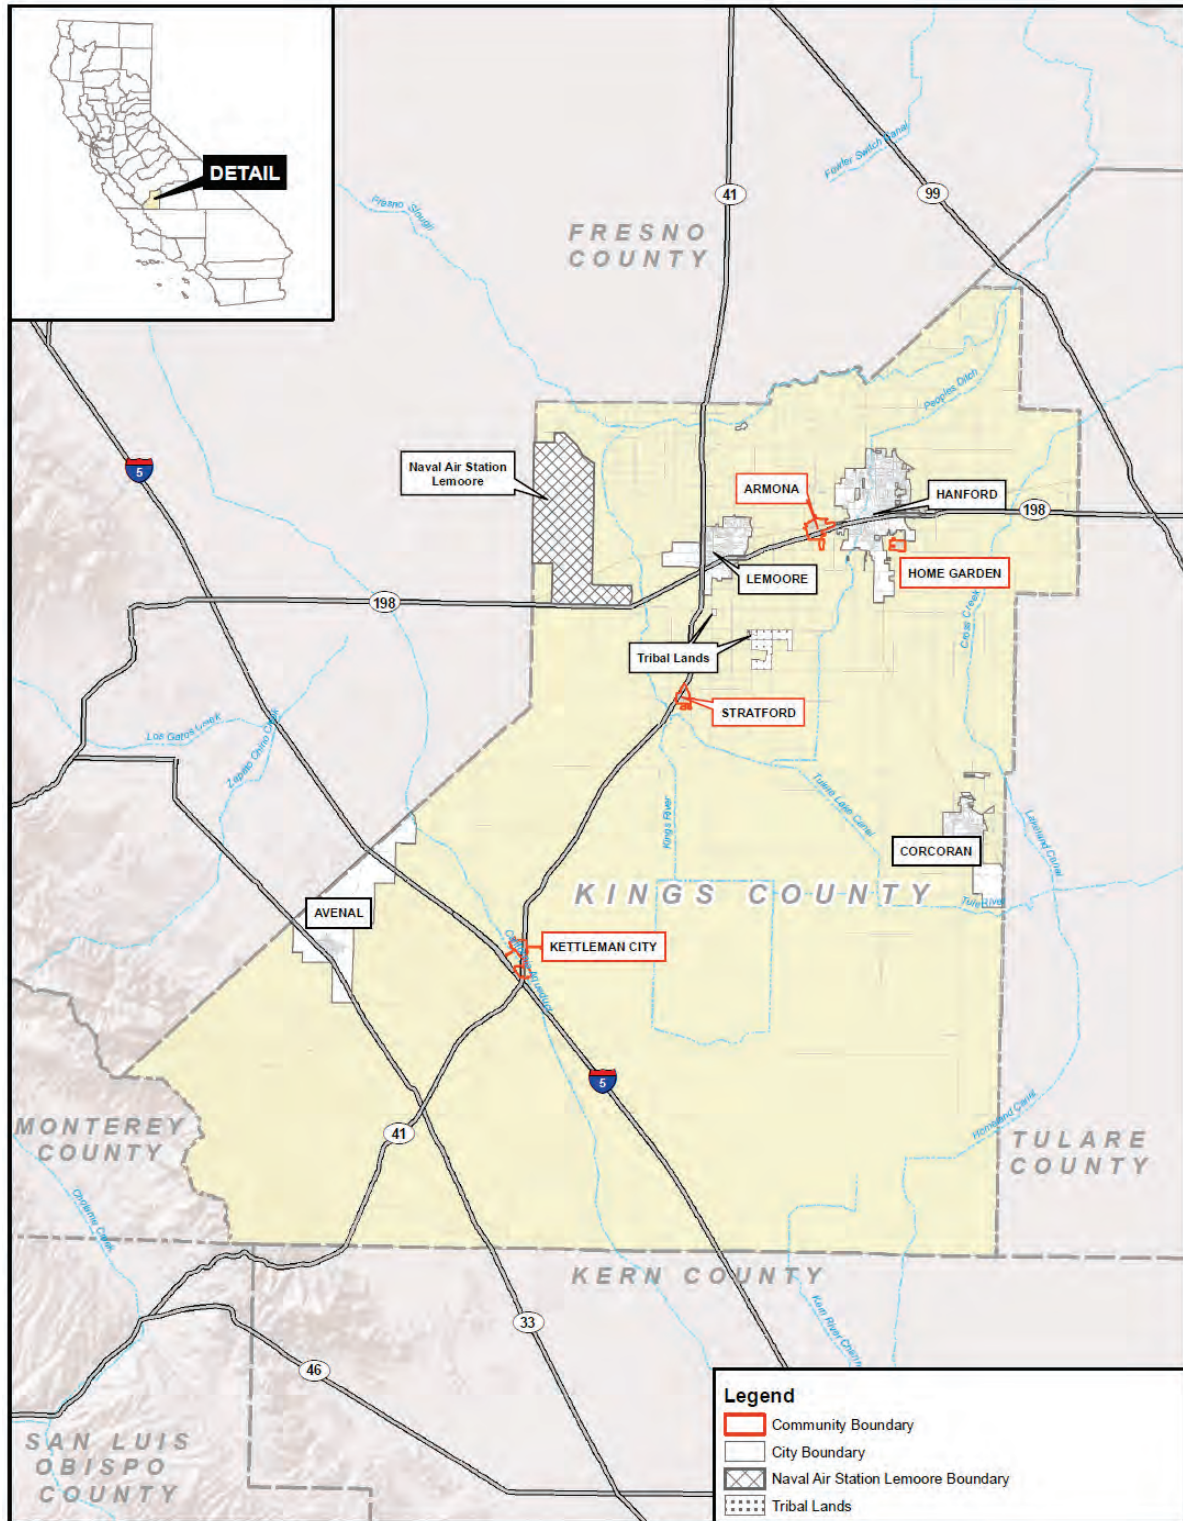 DETAIL
Fowler Switch Canal
41
99
Fresno Slough
FRESNO
COUNTY
Peoples Ditch
5
Naval Air Station
Lemoore
ARMONA
HANFORD
198
LEMOORE
HOME GARDEN
198
Cross Creek
Tribal Lands
STRATFORD
Los Gatos Creek
Zapato Chino Creek
Kings River
Tulare Lake Canal
Lakeland Canal
CORCORAN
KINGS COUNTY
Tule River
AVENAL
KETTLEMAN CITY
California Aqueduct
5
MONTEREY
COUNTY
41
Homeland Canal
TULARE
COUNTY
Cholame Creek
KERN COUNTY
Kern River Channel
33
46
SAN LUIS
OBISPO
COUNTY
Legend
Community Boundary
City Boundary
Naval Air Station Lemoore Boundary
Tribal Lands